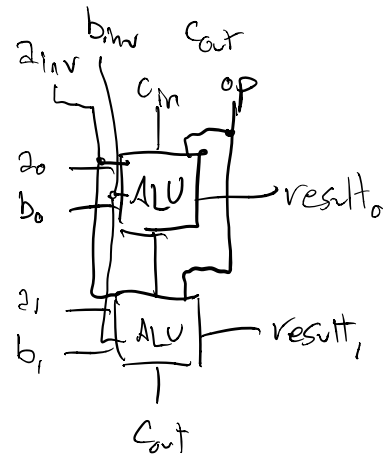 binv
Cout
ainv
Cin
op
a0
ALU
result0
b0
a1
ALU
result1
b1
Cout